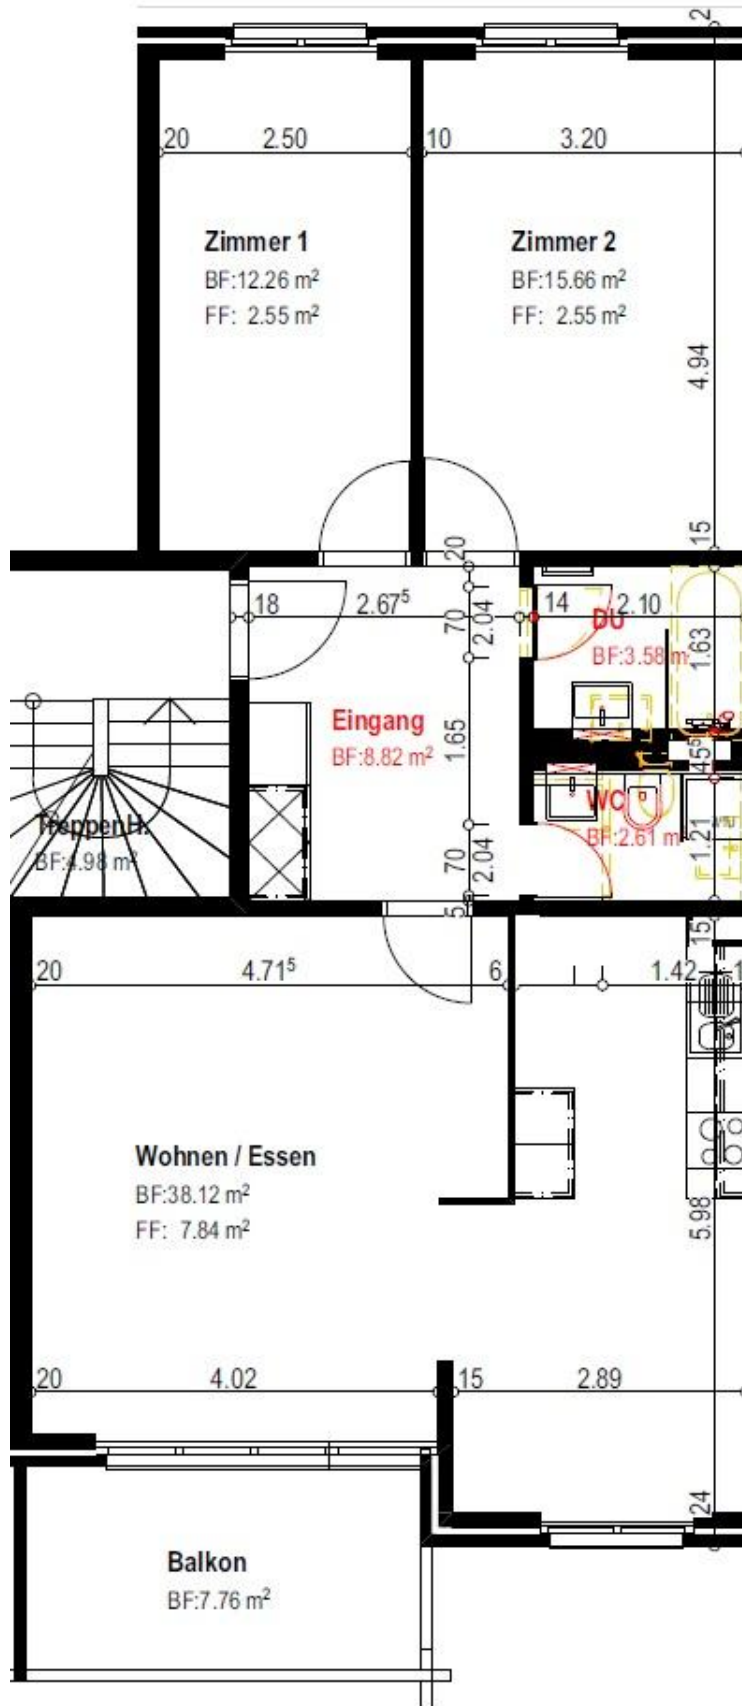 2
20 2.50 10 3.20
Zimmer 1
BF:12.26 m²
FF: 2.55 m²
Zimmer 2
BF:15.66 m²
FF: 2.55 m²
4.94
15
20
18 2.67⁵ 14 2.10
70
2.04
DU
BF:3.58 m
1.63
Eingang
BF:8.82 m²
1.65
45⁵
WC
BF:2.61 m
1.21
TreppenH.
BF:4.98 m²
70
2.04
5
15
20 4.71⁵ 6 1.42 1
Wohnen / Essen
BF:38.12 m²
FF: 7.84 m²
5.98
20 4.02 15 2.89
24
Balkon
BF:7.76 m²